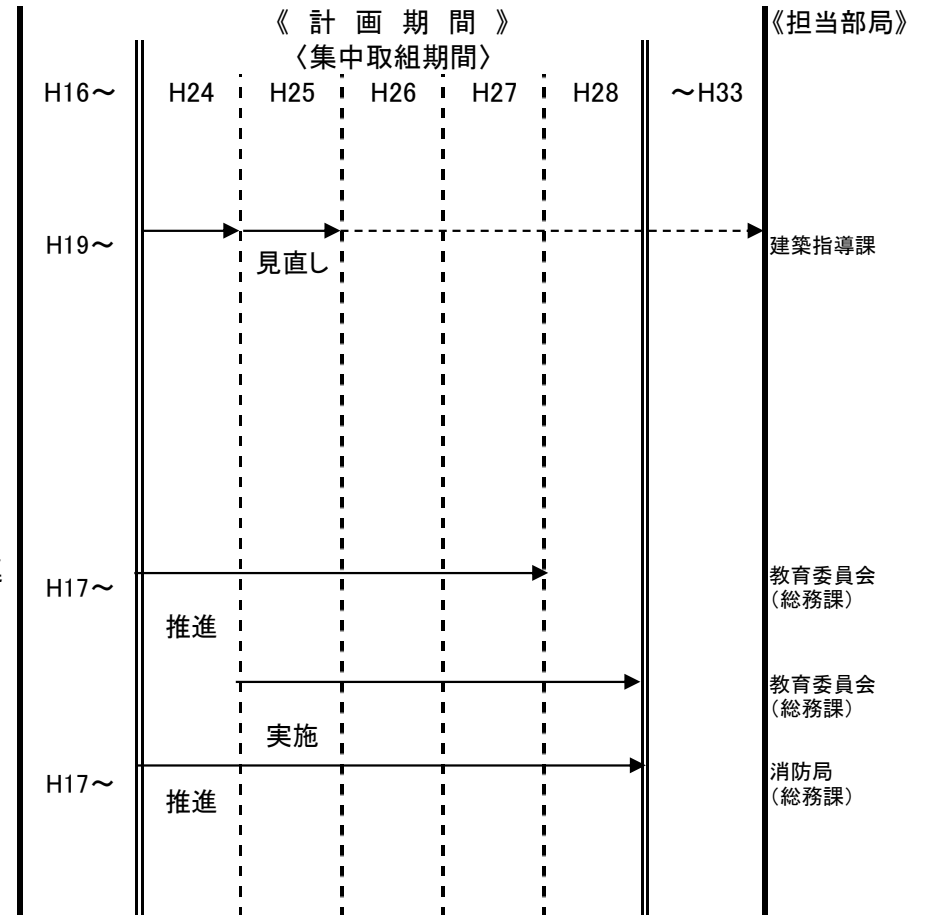 《 計 画 期 間 》
《担当部局》
〈集中取組期間〉
H16～ H24 H25 H26 H27 H28 ～H33
H19～
見直し
建築指導課
H17～
推進
教育委員会
(総務課)
実施
教育委員会
(総務課)
H17～
推進
消防局
(総務課)